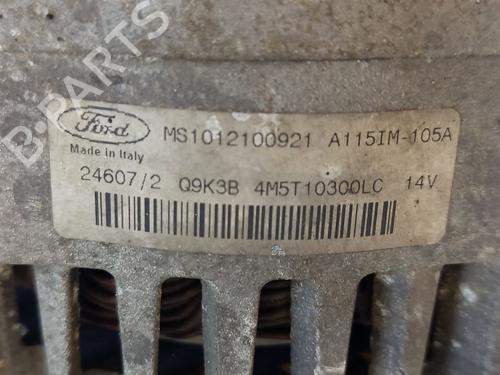 B-PARTS
Ford MS1012100921 A115IM-105A
Made in Italy
24607/2 Q9K3B 4M5T10300LC 14V